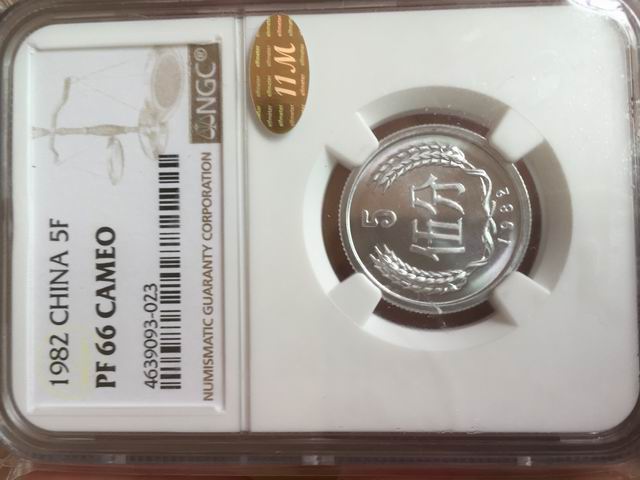 1982 CHINA 5F
PF 66 CAMEO
4639093-023
NGC®
NUMISMATIC GUARANTY CORPORATION
11M
5
伍分
1982